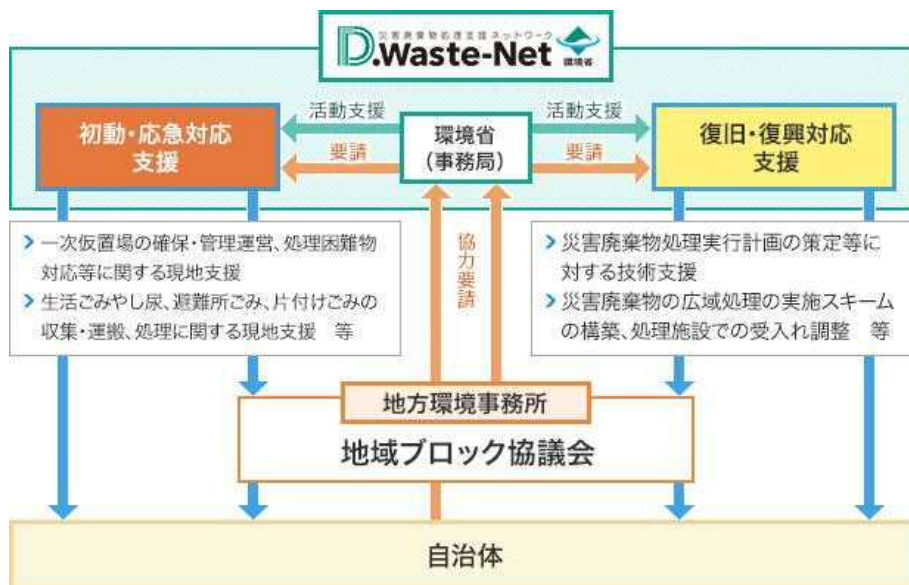 災害廃棄物処理支援ネットワーク
D.Waste-Net
環境省
活動支援
活動支援
初動・応急対応
支援
環境省
(事務局)
復旧・復興対応
支援
要請
要請
一次仮置場の確保・管理運営、処理困難物
対応等に関する現地支援
生活ごみやし尿、避難所ごみ、片付けごみの
収集・運搬、処理に関する現地支援 等
協力要請
災害廃棄物処理実行計画の策定等に
対する技術支援
災害廃棄物の広域処理の実施スキーム
の構築、処理施設での受入れ調整 等
地方環境事務所
地域ブロック協議会
自治体